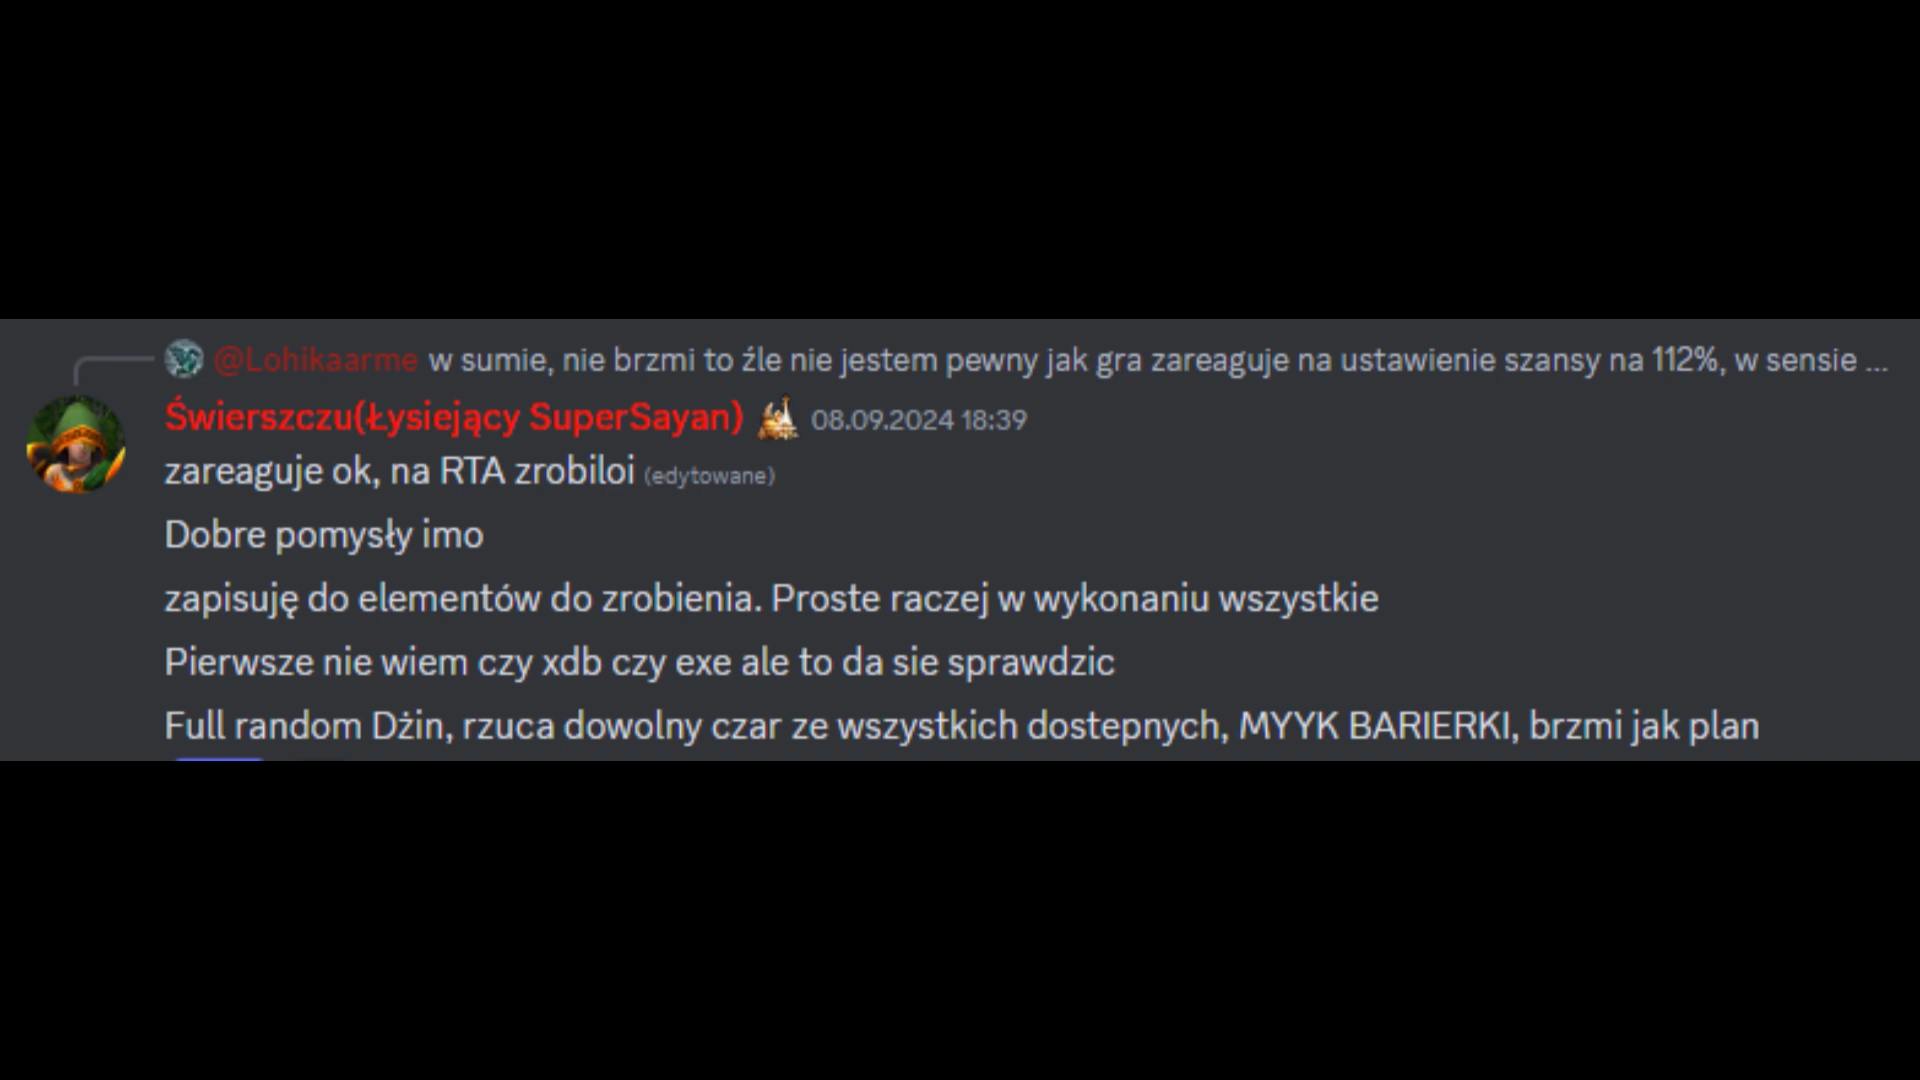 @Lohikaarme w sumie, nie brzmi to źle nie jestem pewny jak gra zareaguje na ustawienie szansy na 112%, w sensie ...
Świerszczu(Łysiejący SuperSayan) 08.09.2024 18:39
zareaguje ok, na RTA zrobiloi (edytowane)
Dobre pomysły imo
zapisuję do elementów do zrobienia. Proste raczej w wykonaniu wszystkie
Pierwsze nie wiem czy xdb czy exe ale to da sie sprawdzic
Full random Dżin, rzuca dowolny czar ze wszystkich dostepnych, MYYK BARIERKI, brzmi jak plan